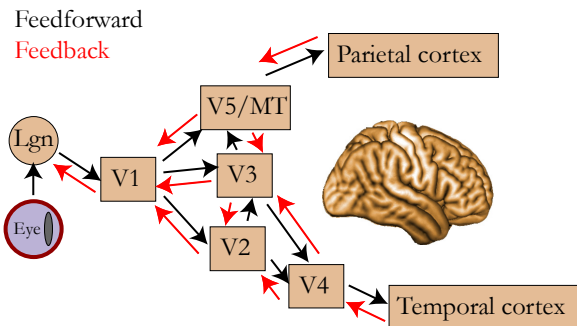 Feedforward
Feedback
Parietal cortex
V5/MT
Lgn
V1
V3
Eye
V2
V4
Temporal cortex